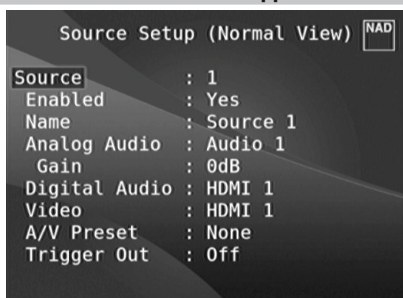 Source Setup (Normal View) NAD
Source : 1
Enabled : Yes
Name : Source 1
Analog Audio : Audio 1
Gain : 0dB
Digital Audio : HDMI 1
Video : HDMI 1
A/V Preset : None
Trigger Out : Off